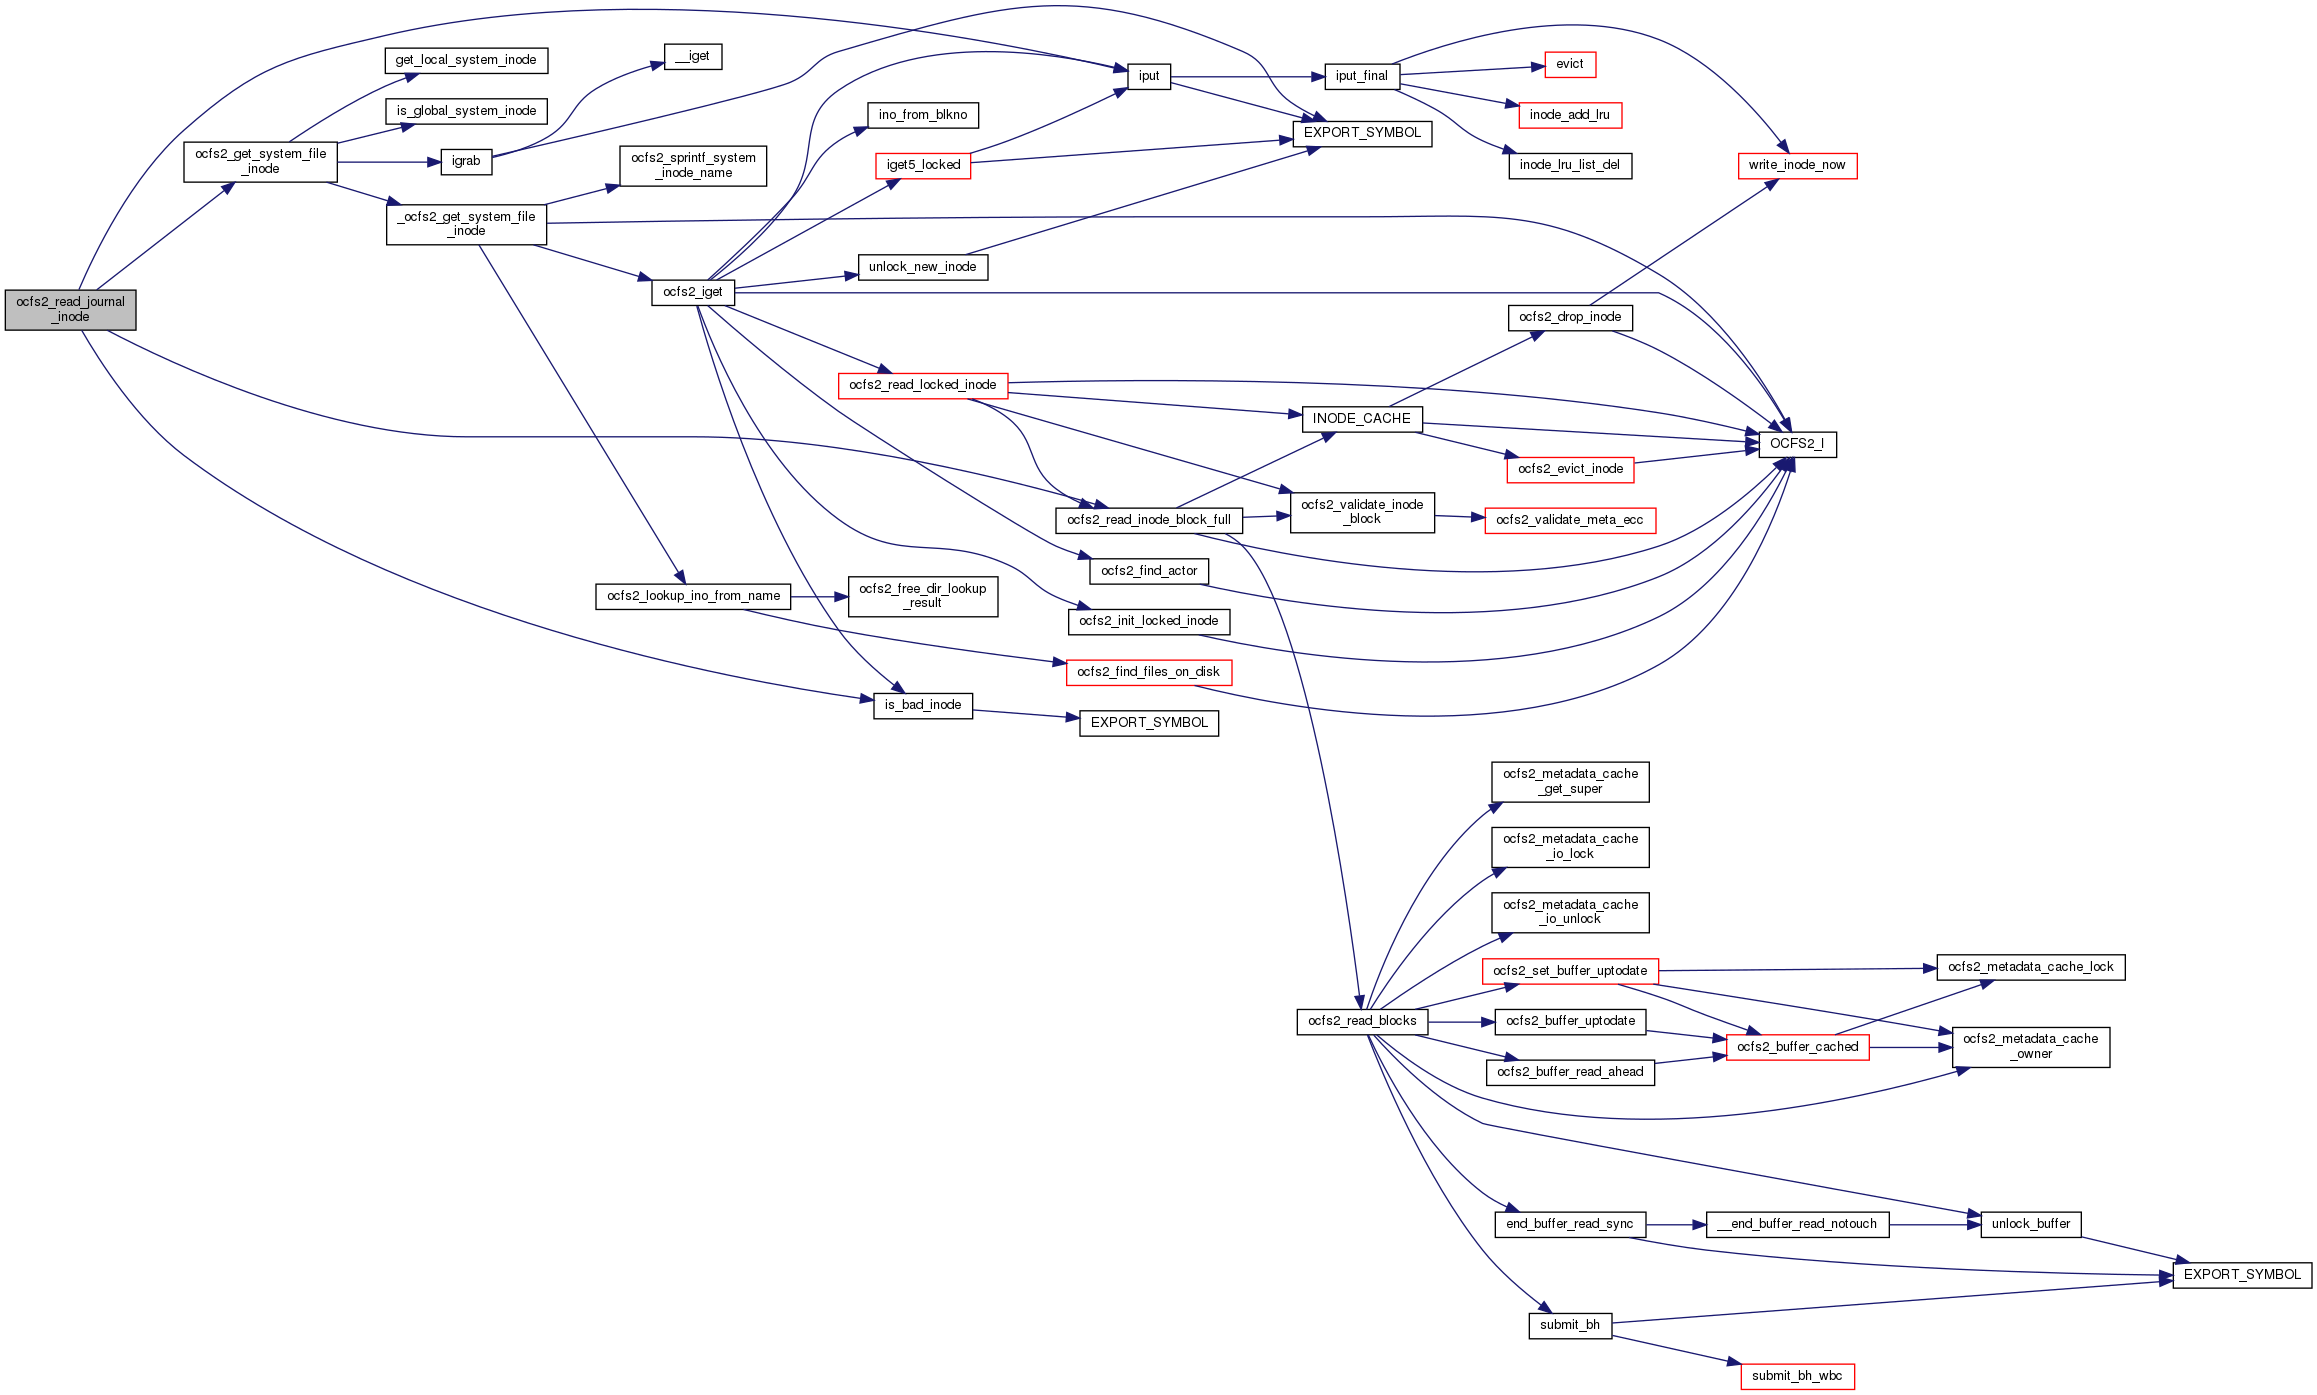 ocfs2_read_journal
_inode
ocfs2_get_system_file
_inode
get_local_system_inode
is_global_system_inode
igrab
_ocfs2_get_system_file
_inode
__iget
ocfs2_sprintf_system
_inode_name
ocfs2_iget
ocfs2_lookup_ino_from_name
ino_from_blkno
iget5_locked
unlock_new_inode
ocfs2_read_locked_inode
ocfs2_free_dir_lookup
_result
is_bad_inode
iput
ocfs2_read_inode_block_full
ocfs2_find_actor
ocfs2_init_locked_inode
ocfs2_find_files_on_disk
EXPORT_SYMBOL
iput_final
EXPORT_SYMBOL
INODE_CACHE
ocfs2_validate_inode
_block
ocfs2_read_blocks
evict
inode_add_lru
inode_lru_list_del
ocfs2_drop_inode
ocfs2_evict_inode
ocfs2_validate_meta_ecc
ocfs2_metadata_cache
_get_super
ocfs2_metadata_cache
_io_lock
ocfs2_metadata_cache
_io_unlock
ocfs2_set_buffer_uptodate
ocfs2_buffer_uptodate
ocfs2_buffer_read_ahead
end_buffer_read_sync
submit_bh
write_inode_now
OCFS2_I
ocfs2_buffer_cached
__end_buffer_read_notouch
submit_bh_wbc
ocfs2_metadata_cache_lock
ocfs2_metadata_cache
_owner
unlock_buffer
EXPORT_SYMBOL